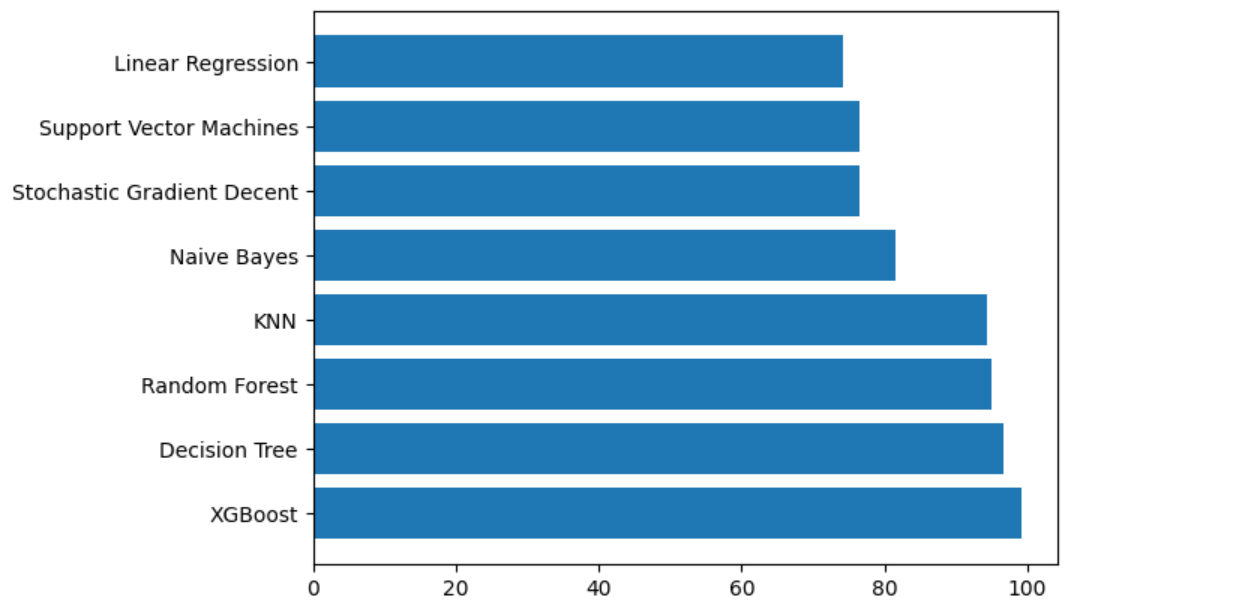 Linear Regression
Support Vector Machines
Stochastic Gradient Decent
Naive Bayes
KNN
Random Forest
Decision Tree
XGBoost
0 20 40 60 80 100